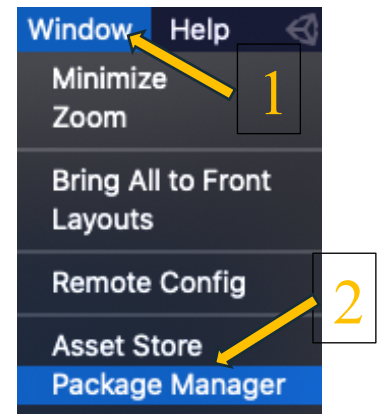 Window Help
1
Minimize
Zoom
Bring All to Front
Layouts
Remote Config
2
Asset Store
Package Manager